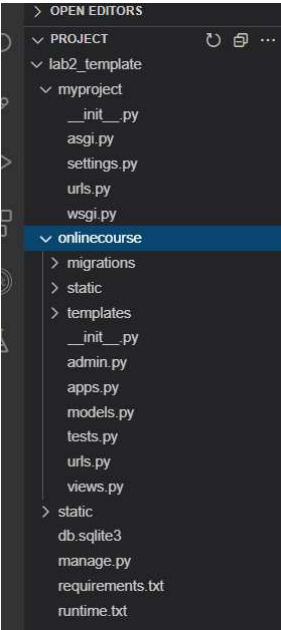 OPEN EDITORS
PROJECT
lab2_template
myproject
__init__.py
asgi.py
settings.py
urls.py
wsgi.py
onlinecourse
migrations
static
templates
__init__.py
admin.py
apps.py
models.py
tests.py
urls.py
views.py
static
db.sqlite3
manage.py
requirements.txt
runtime.txt